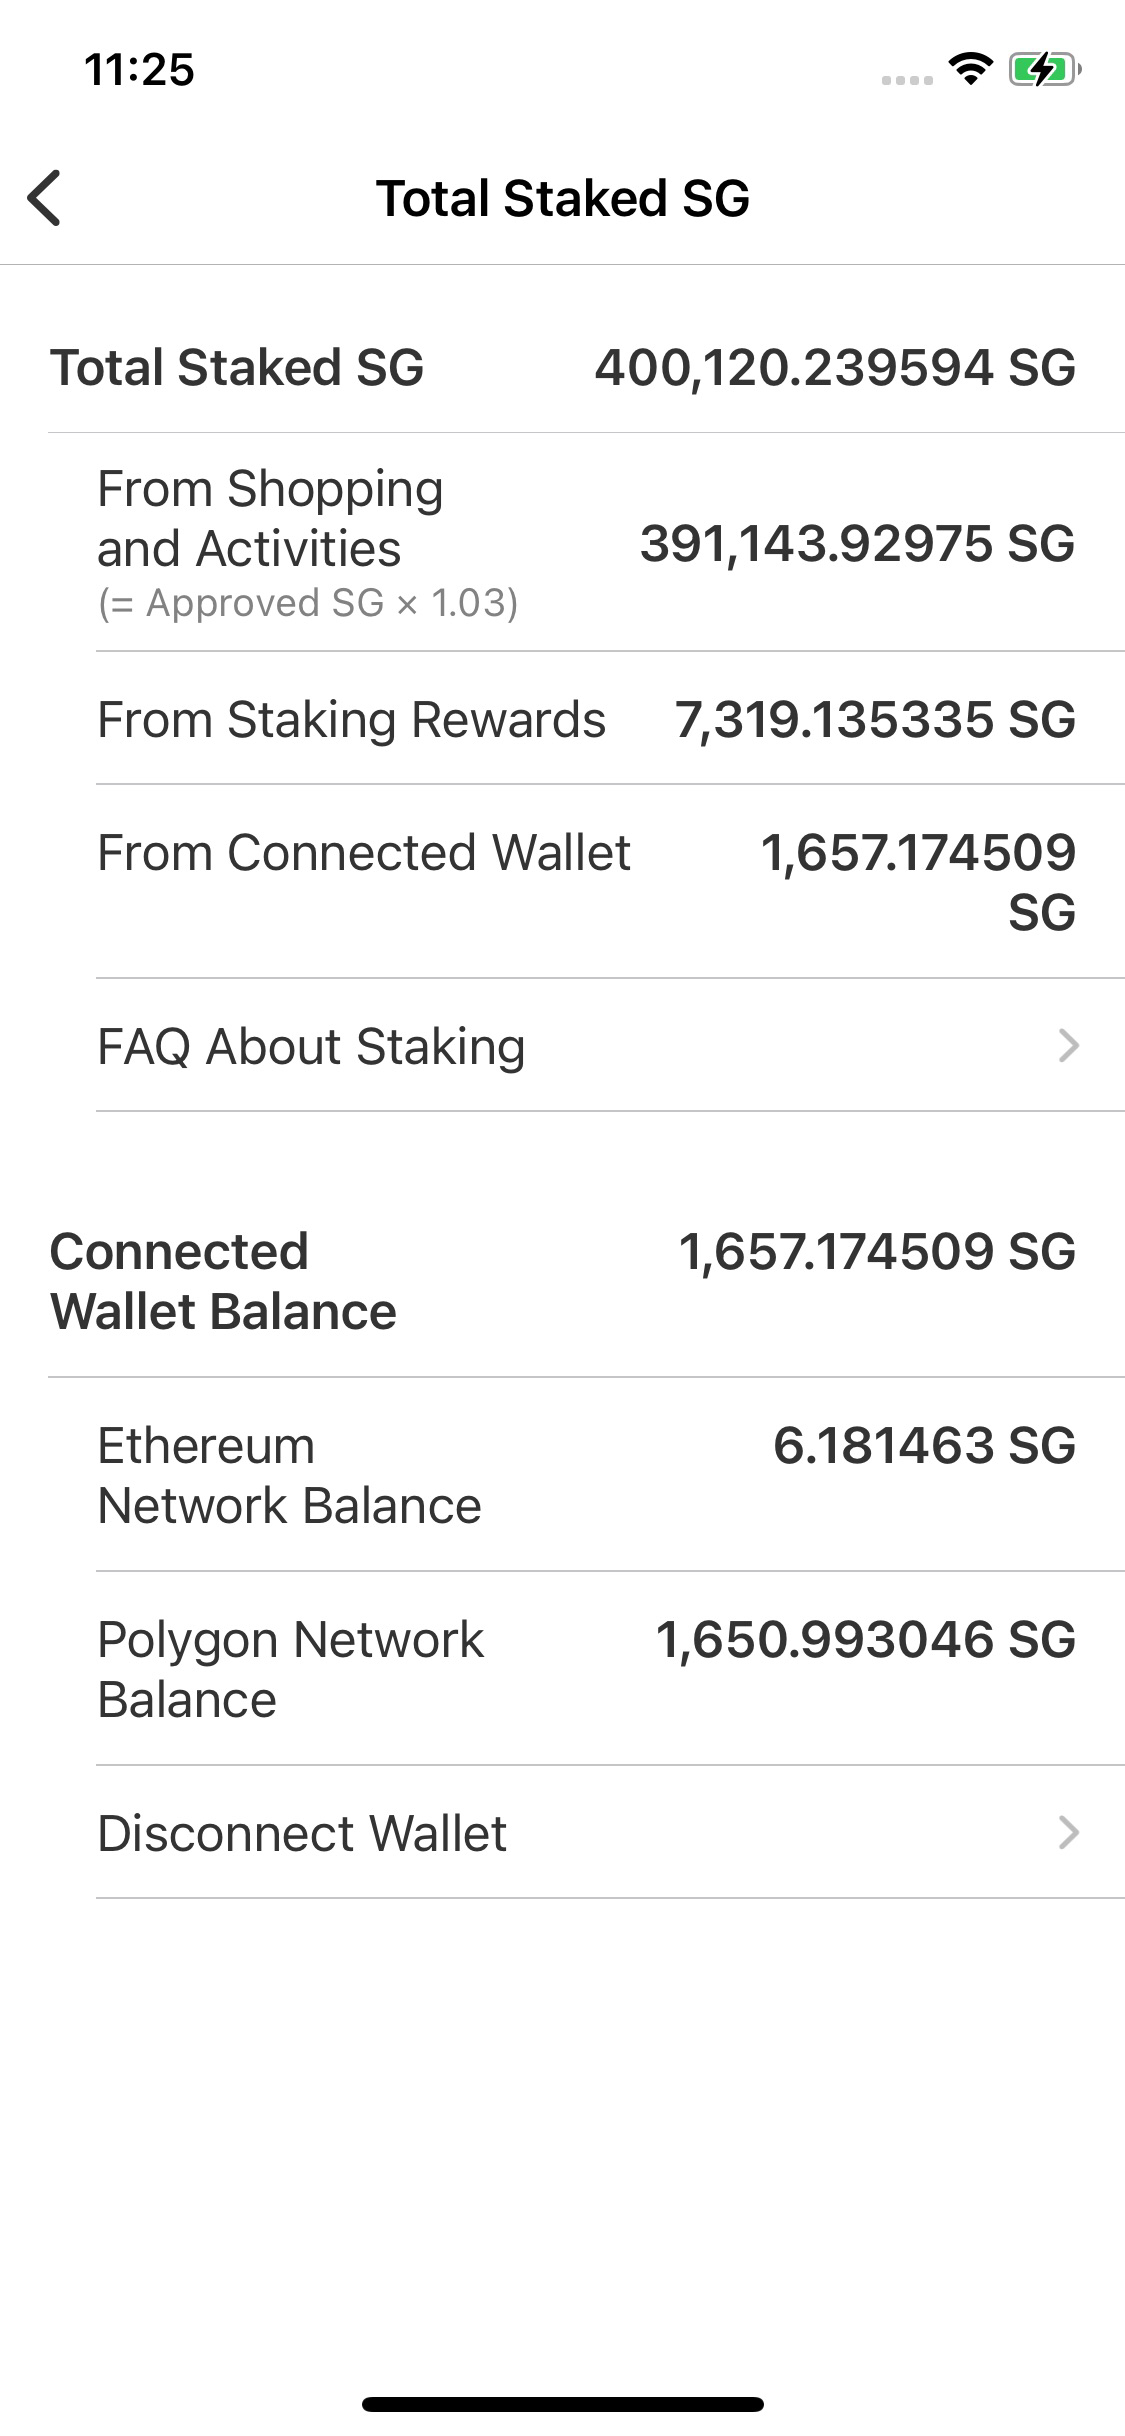 11:25
Total Staked SG
Total Staked SG 400,120.239594 SG
From Shopping
and Activities
(= Approved SG × 1.03)
391,143.92975 SG
From Staking Rewards 7,319.135335 SG
From Connected Wallet 1,657.174509
SG
FAQ About Staking
Connected
Wallet Balance
1,657.174509 SG
Ethereum
Network Balance
6.181463 SG
Polygon Network
Balance
1,650.993046 SG
Disconnect Wallet